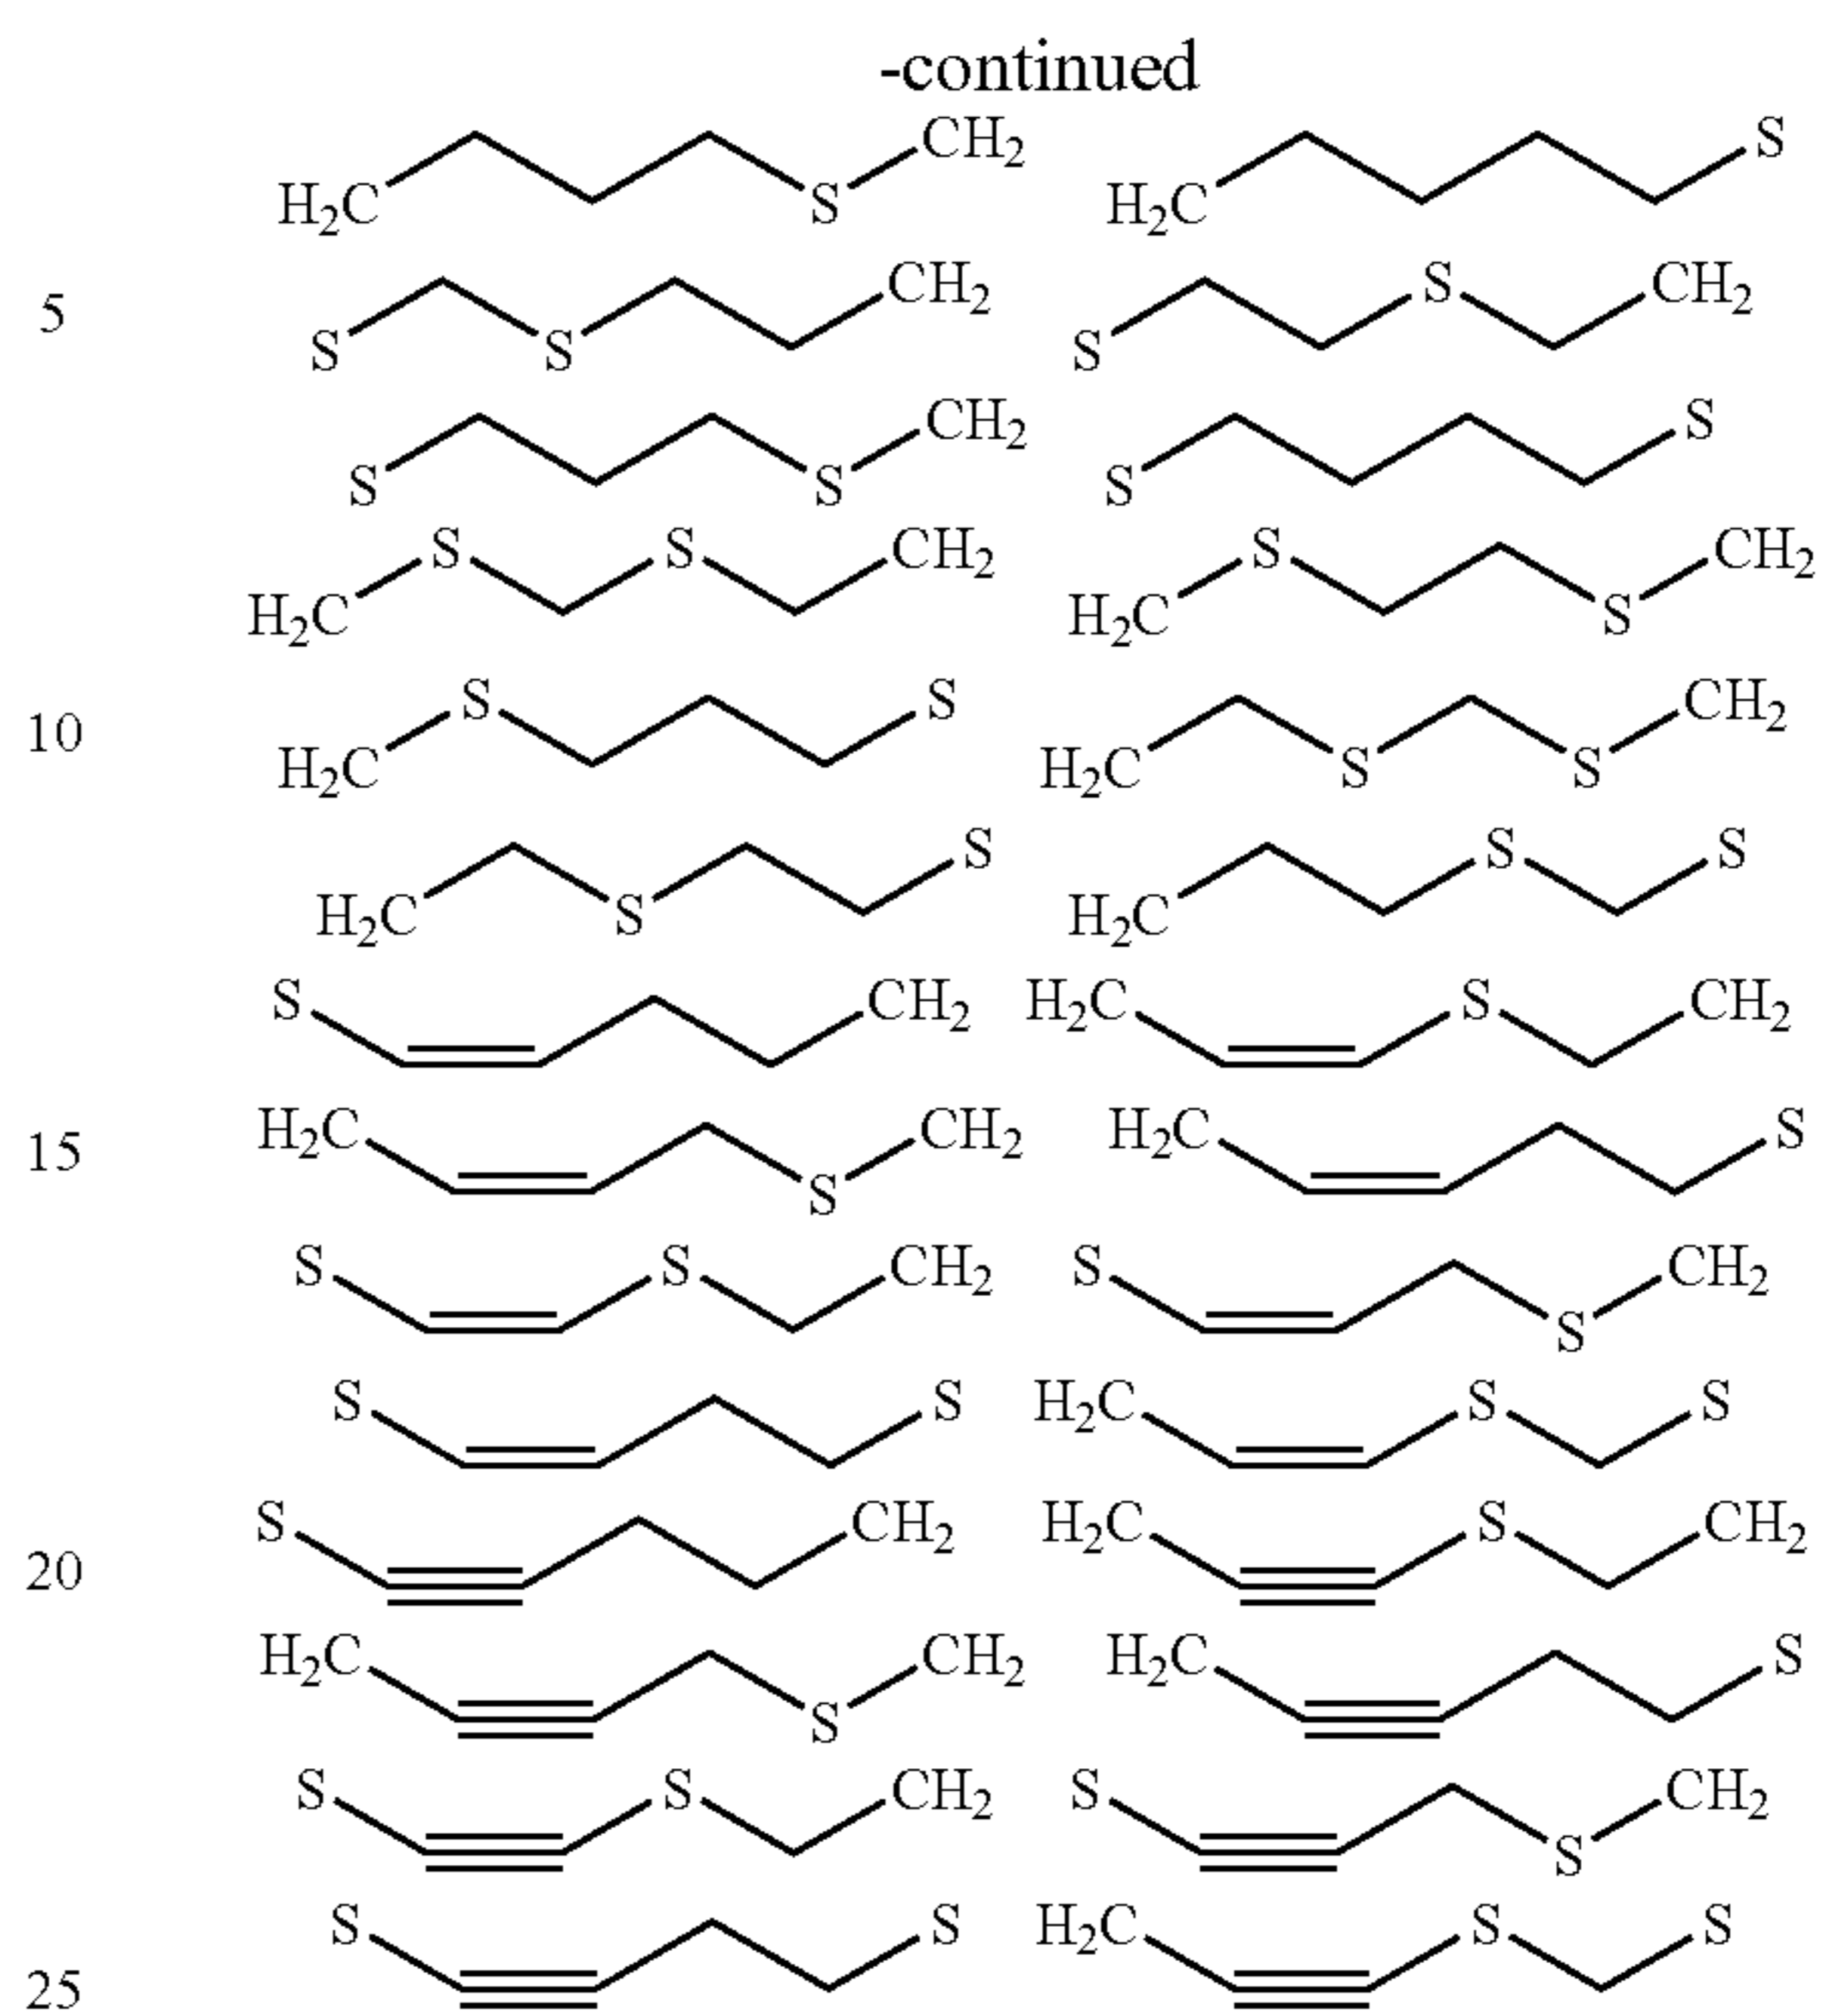 -continued
H₂C S CH₂ H₂C S
5 S S CH₂ S S CH₂
S S CH₂ S S
H₂C S S CH₂ H₂C S S CH₂
10 H₂C S S H₂C S S CH₂
H₂C S S H₂C S S
S CH₂ H₂C S CH₂
15 H₂C S CH₂ H₂C S
S S CH₂ S S CH₂
S S H₂C S S
20 S CH₂ H₂C S CH₂
H₂C S CH₂ H₂C S
S S CH₂ S S CH₂
25 S S H₂C S S